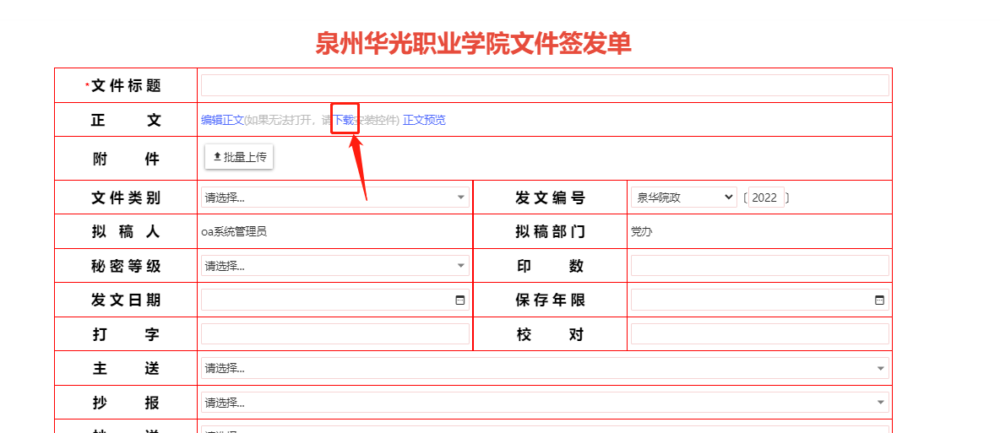 泉州华光职业学院文件签发单
*文件标题
正 文 编辑正文(如果无法打开，请下载安装控件) 正文预览
附 件 批量上传
文件类别 请选择... 发文编号 泉华院政 〔 2022 〕
拟 稿 人 oa系统管理员 拟稿部门 党办
秘密等级 请选择... 印 数
发文日期 保存年限
打 字 校 对
主 送 请选择...
抄 报 请选择...